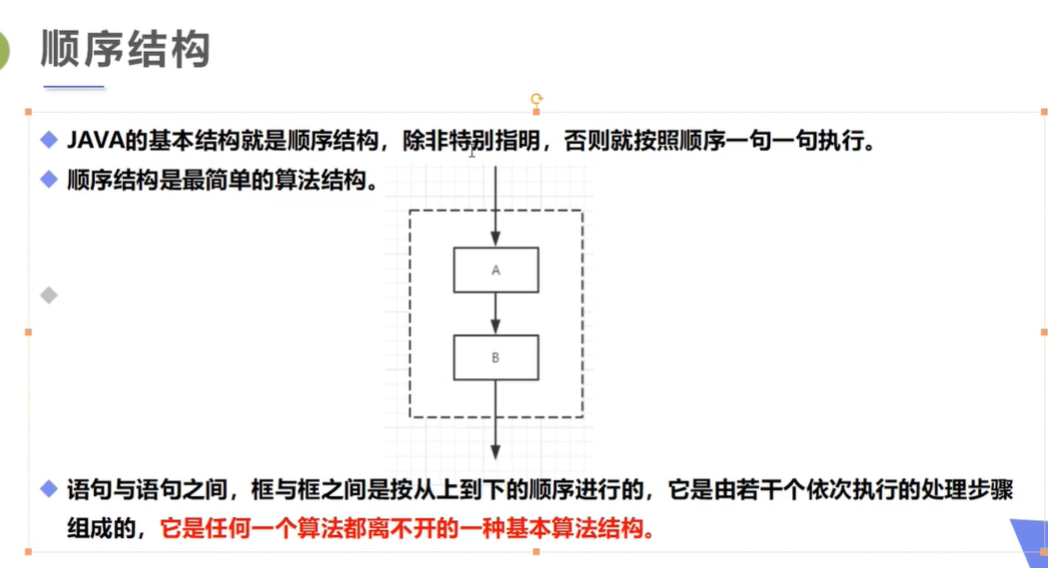 顺序结构
JAVA的基本结构就是顺序结构，除非特别指明，否则就按照顺序一句一句执行。
顺序结构是最简单的算法结构。
A
B
语句与语句之间，框与框之间是按从上到下的顺序进行的，它是由若干个依次执行的处理步骤
组成的，它是任何一个算法都离不开的一种基本算法结构。